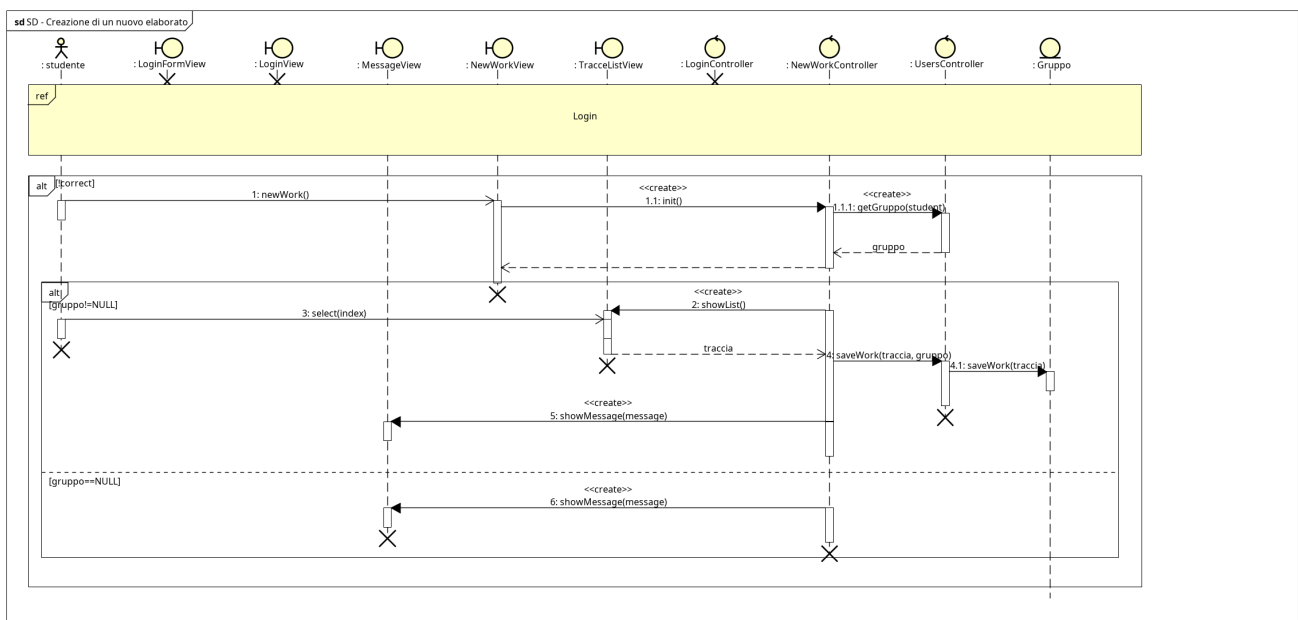 sd SD - Creazione di un nuovo elaborato
: studente
: LoginFormView
: LoginView
: MessageView
: NewWorkView
: TracceListView
: LoginController
: NewWorkController
: UsersController
: Gruppo
ref
Login
alt
[!correct]
1: newWork()
<<create>>
1.1: init()
<<create>>
1.1.1: getGruppo(student)
gruppo
alt
[gruppo!=NULL]
<<create>>
2: showList()
3: select(index)
traccia
4: saveWork(traccia, gruppo)
4.1: saveWork(traccia)
<<create>>
5: showMessage(message)
[gruppo==NULL]
<<create>>
6: showMessage(message)